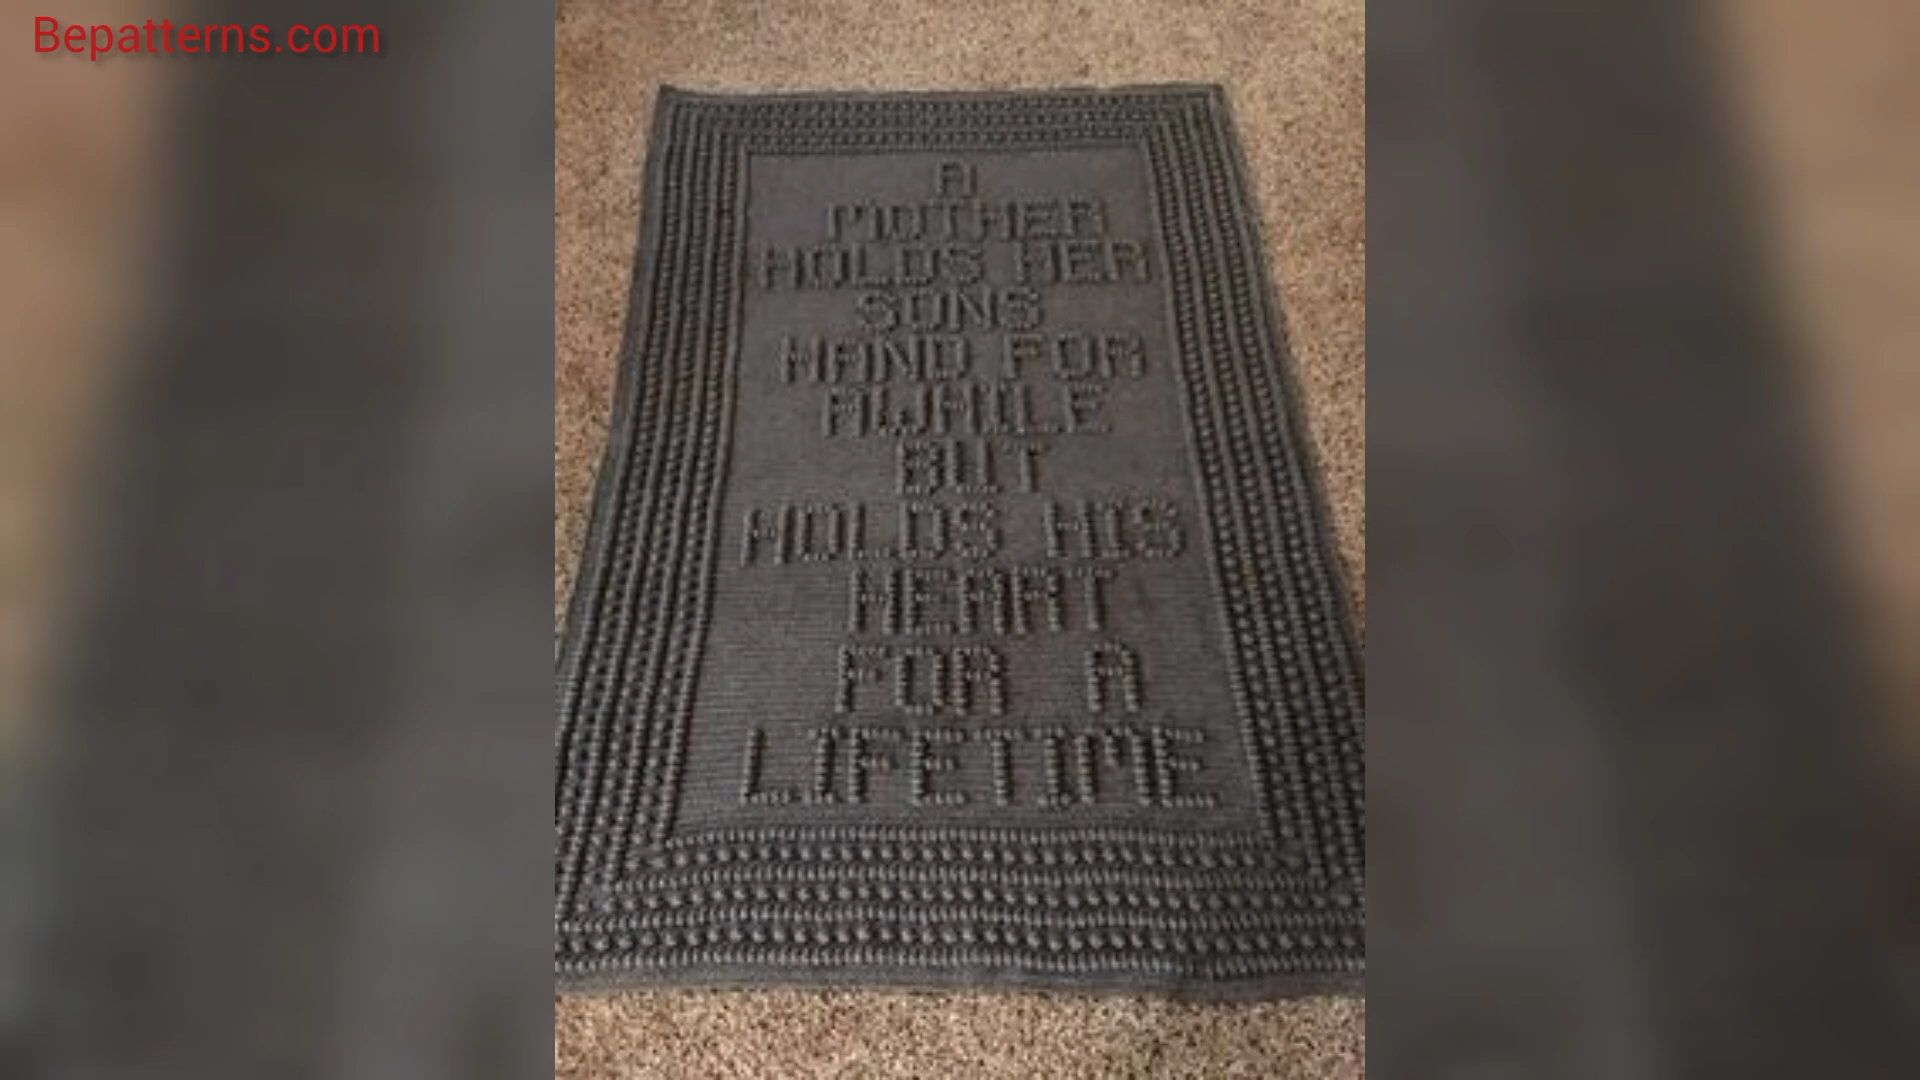 Bepatterns.com
A
MOTHER
HOLDS HER
SONS
HAND FOR
AWHILE
BUT
HOLDS HIS
HEART
FOR A
LIFETIME